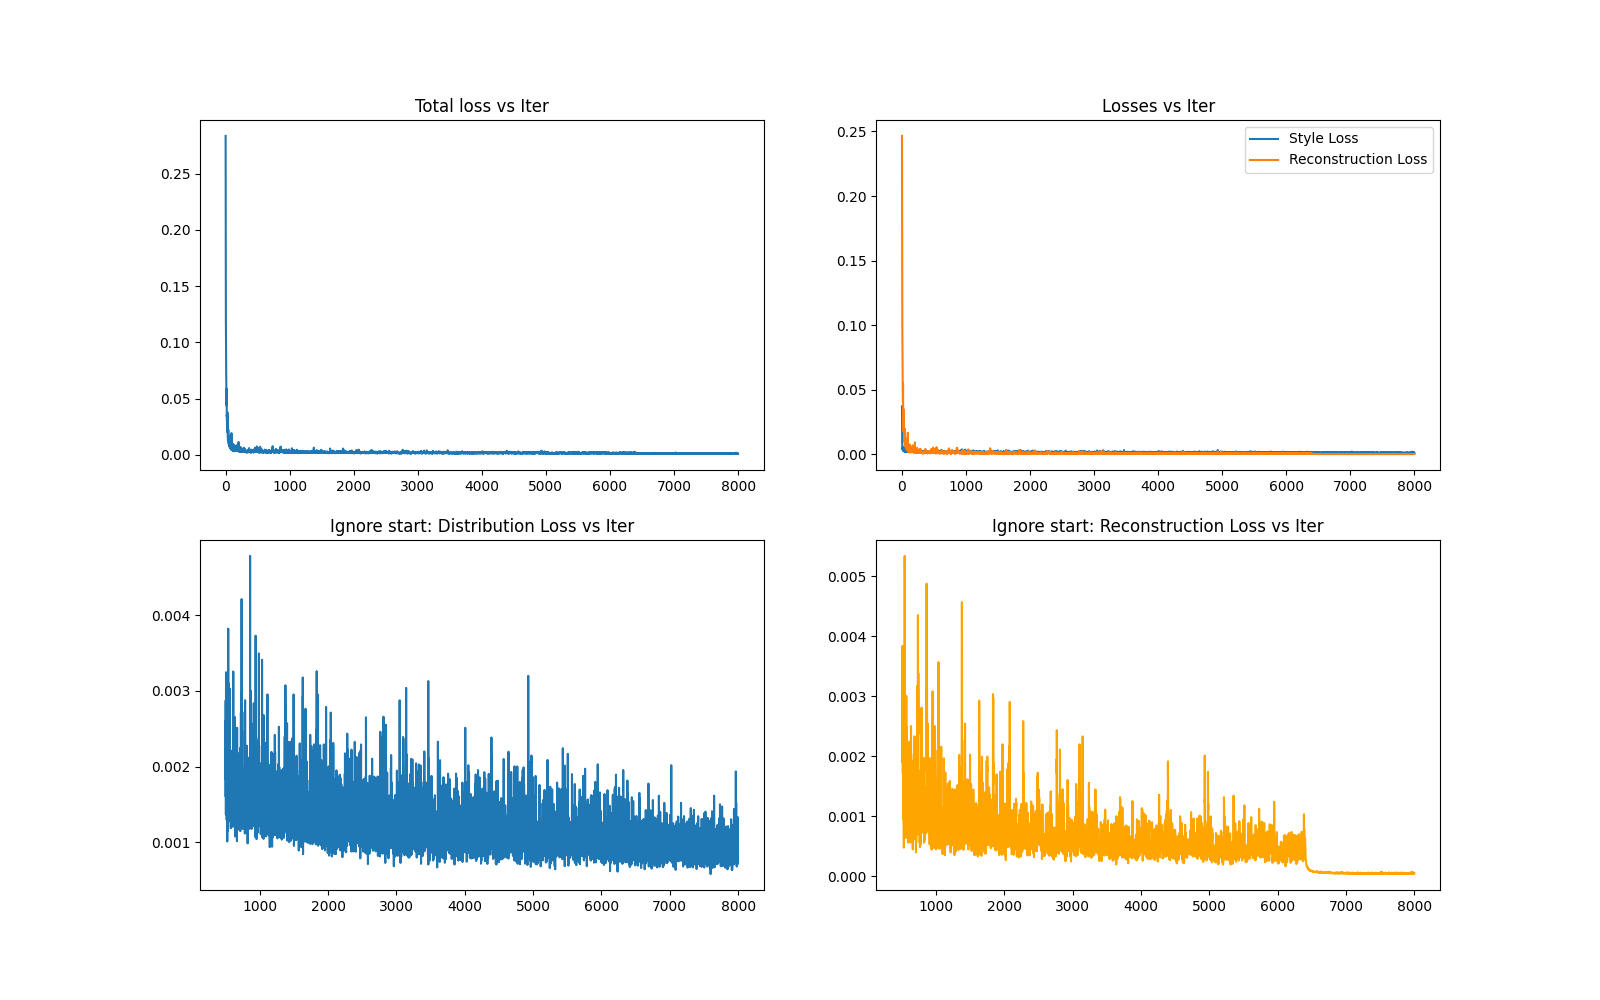 Total loss vs Iter
0.25
0.20
0.15
0.10
0.05
0.00
0 1000 2000 3000 4000 5000 6000 7000 8000
Losses vs Iter
Style Loss
Reconstruction Loss
0.25
0.20
0.15
0.10
0.05
0.00
0 1000 2000 3000 4000 5000 6000 7000 8000
Ignore start: Distribution Loss vs Iter
0.004
0.003
0.002
0.001
1000 2000 3000 4000 5000 6000 7000 8000
Ignore start: Reconstruction Loss vs Iter
0.005
0.004
0.003
0.002
0.001
0.000
1000 2000 3000 4000 5000 6000 7000 8000